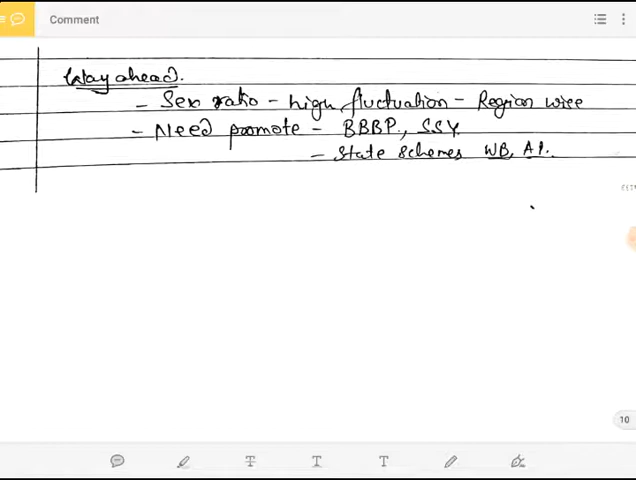 Comment
Way ahead.
- Sex ratio - high fluctuation - Region wise
- Need promote - BBBP, SSY
- State schemes WB, AP.
10